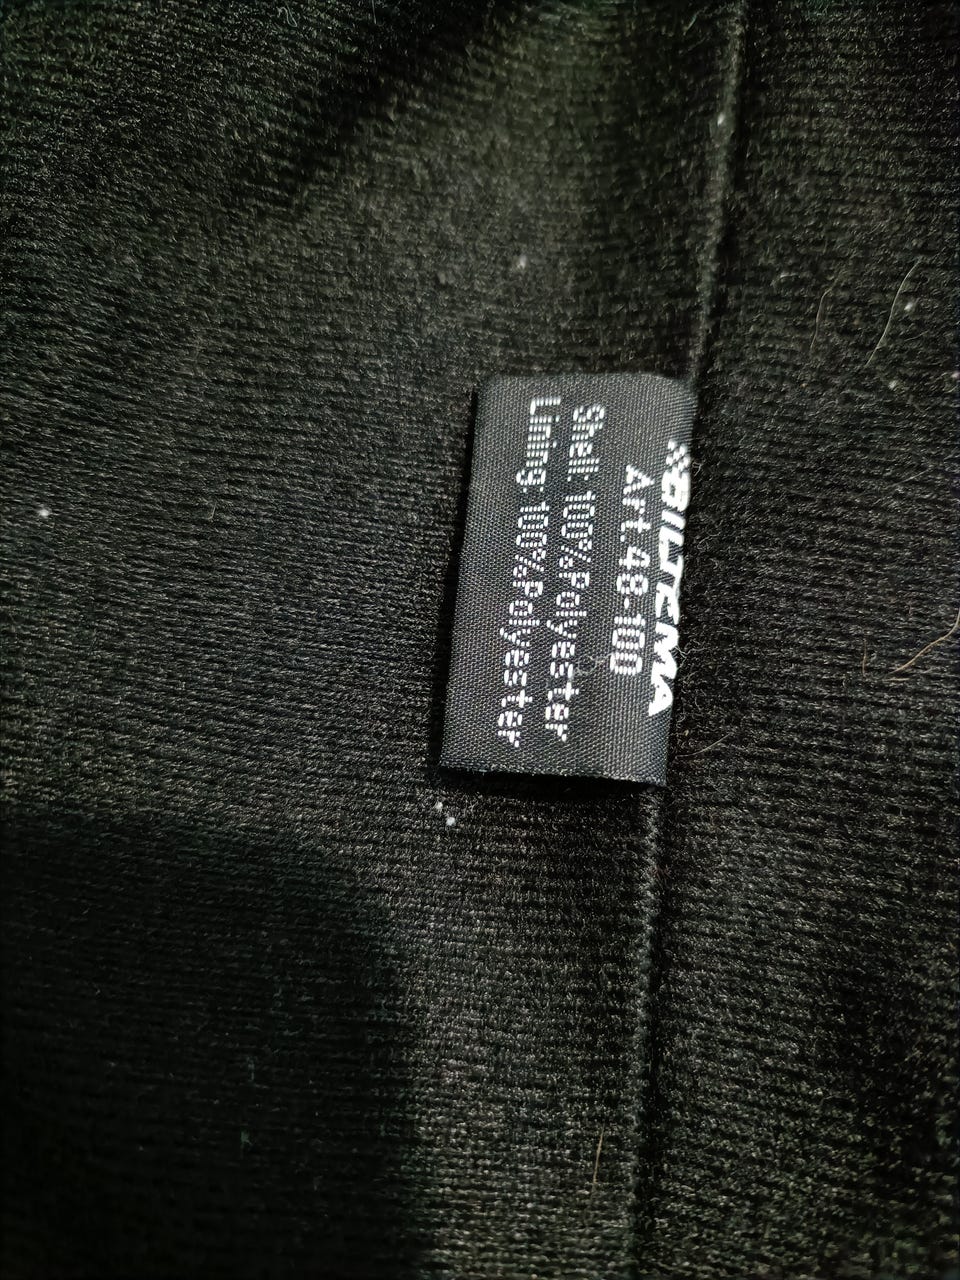 BILTEMA
Art.48-100
Shell: 100%Polyester
Lining: 100%Polyester